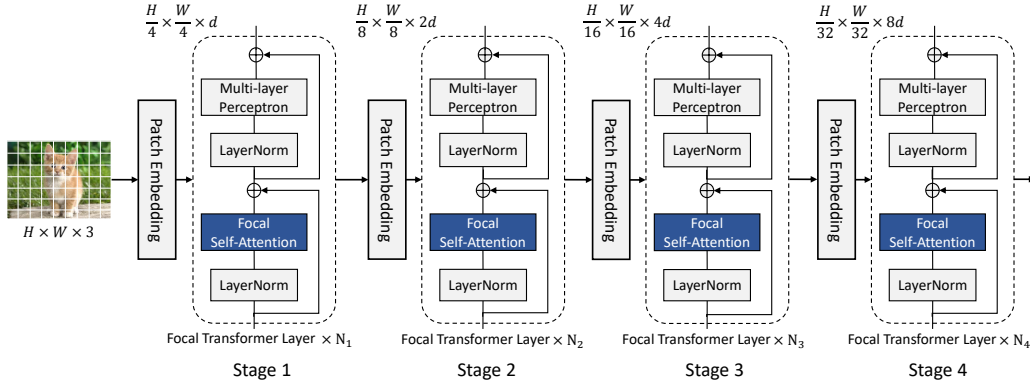 H/4 × W/4 × d
H/8 × W/8 × 2d
H/16 × W/16 × 4d
H/32 × W/32 × 8d
H × W × 3
Patch Embedding
Multi-layer
Perceptron
LayerNorm
Focal
Self-Attention
LayerNorm
Focal Transformer Layer × N₁
Stage 1
Patch Embedding
Multi-layer
Perceptron
LayerNorm
Focal
Self-Attention
LayerNorm
Focal Transformer Layer × N₂
Stage 2
Patch Embedding
Multi-layer
Perceptron
LayerNorm
Focal
Self-Attention
LayerNorm
Focal Transformer Layer × N₃
Stage 3
Patch Embedding
Multi-layer
Perceptron
LayerNorm
Focal
Self-Attention
LayerNorm
Focal Transformer Layer × N₄
Stage 4